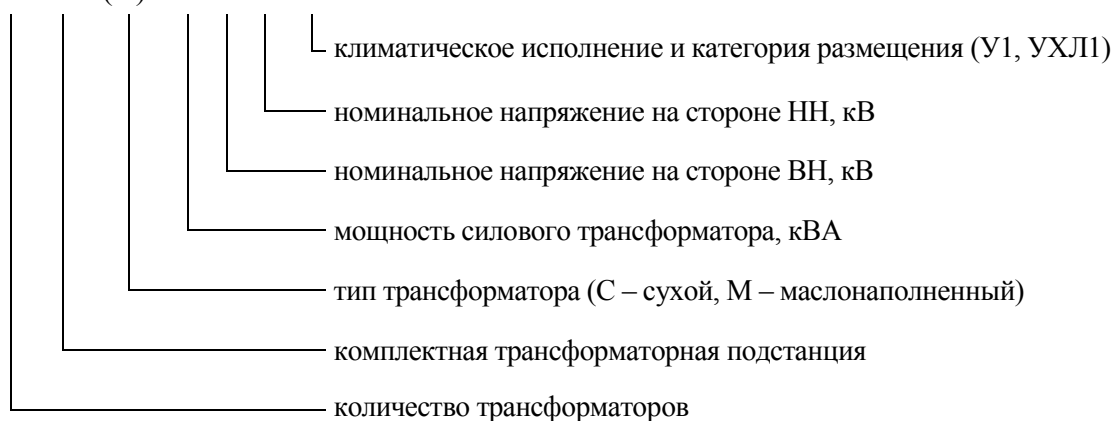 климатическое исполнение и категория размещения (У1, УХЛ1)
номинальное напряжение на стороне НН, кВ
номинальное напряжение на стороне ВН, кВ
мощность силового трансформатора, кВА
тип трансформатора (С – сухой, М – маслонаполненный)
комплектная трансформаторная подстанция
количество трансформаторов